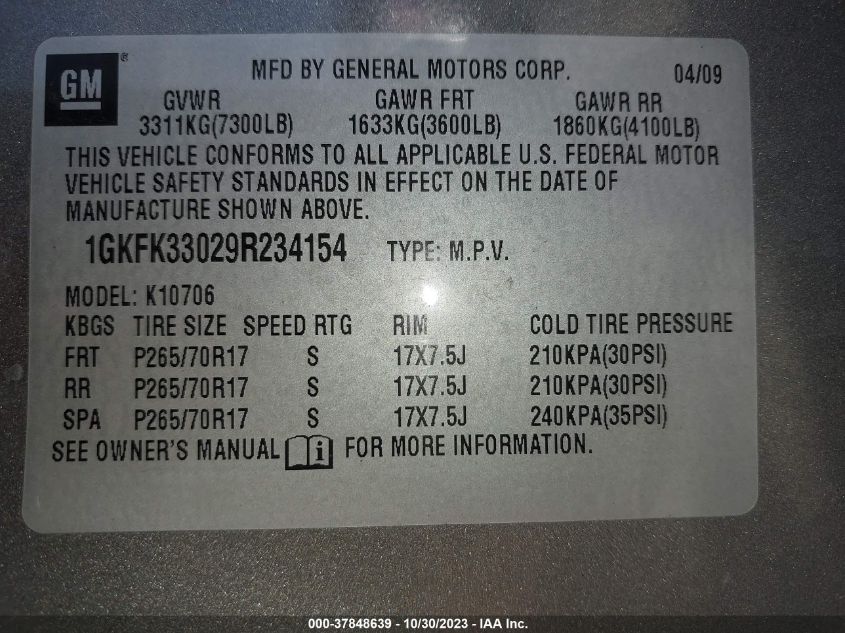 GM ®
MFD BY GENERAL MOTORS CORP. 04/09
GVWR GAWR FRT GAWR RR
3311KG(7300LB) 1633KG(3600LB) 1860KG(4100LB)
THIS VEHICLE CONFORMS TO ALL APPLICABLE U.S. FEDERAL MOTOR
VEHICLE SAFETY STANDARDS IN EFFECT ON THE DATE OF
MANUFACTURE SHOWN ABOVE.
1GKFK33029R234154 TYPE: M.P.V.
MODEL: K10706
KBGS TIRE SIZE SPEED RTG RIM COLD TIRE PRESSURE
FRT P265/70R17 S 17X7.5J 210KPA(30PSI)
RR P265/70R17 S 17X7.5J 210KPA(30PSI)
SPA P265/70R17 S 17X7.5J 240KPA(35PSI)
SEE OWNER'S MANUAL i FOR MORE INFORMATION.
000-37848639 - 10/30/2023 - IAA Inc.